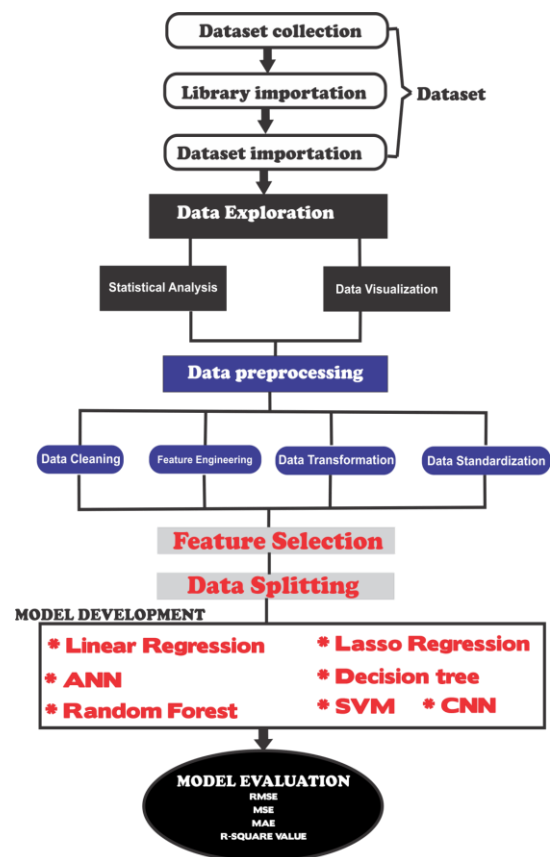 Dataset collection
Library importation
Dataset
Dataset importation
Data Exploration
Statistical Analysis
Data Visualization
Data preprocessing
Data Cleaning
Feature Engineering
Data Transformation
Data Standardization
Feature Selection
Data Splitting
MODEL DEVELOPMENT
* Linear Regression
* Lasso Regression
* ANN
* Decision tree
* Random Forest
* SVM * CNN
MODEL EVALUATION
RMSE
MSE
MAE
R-SQUARE VALUE